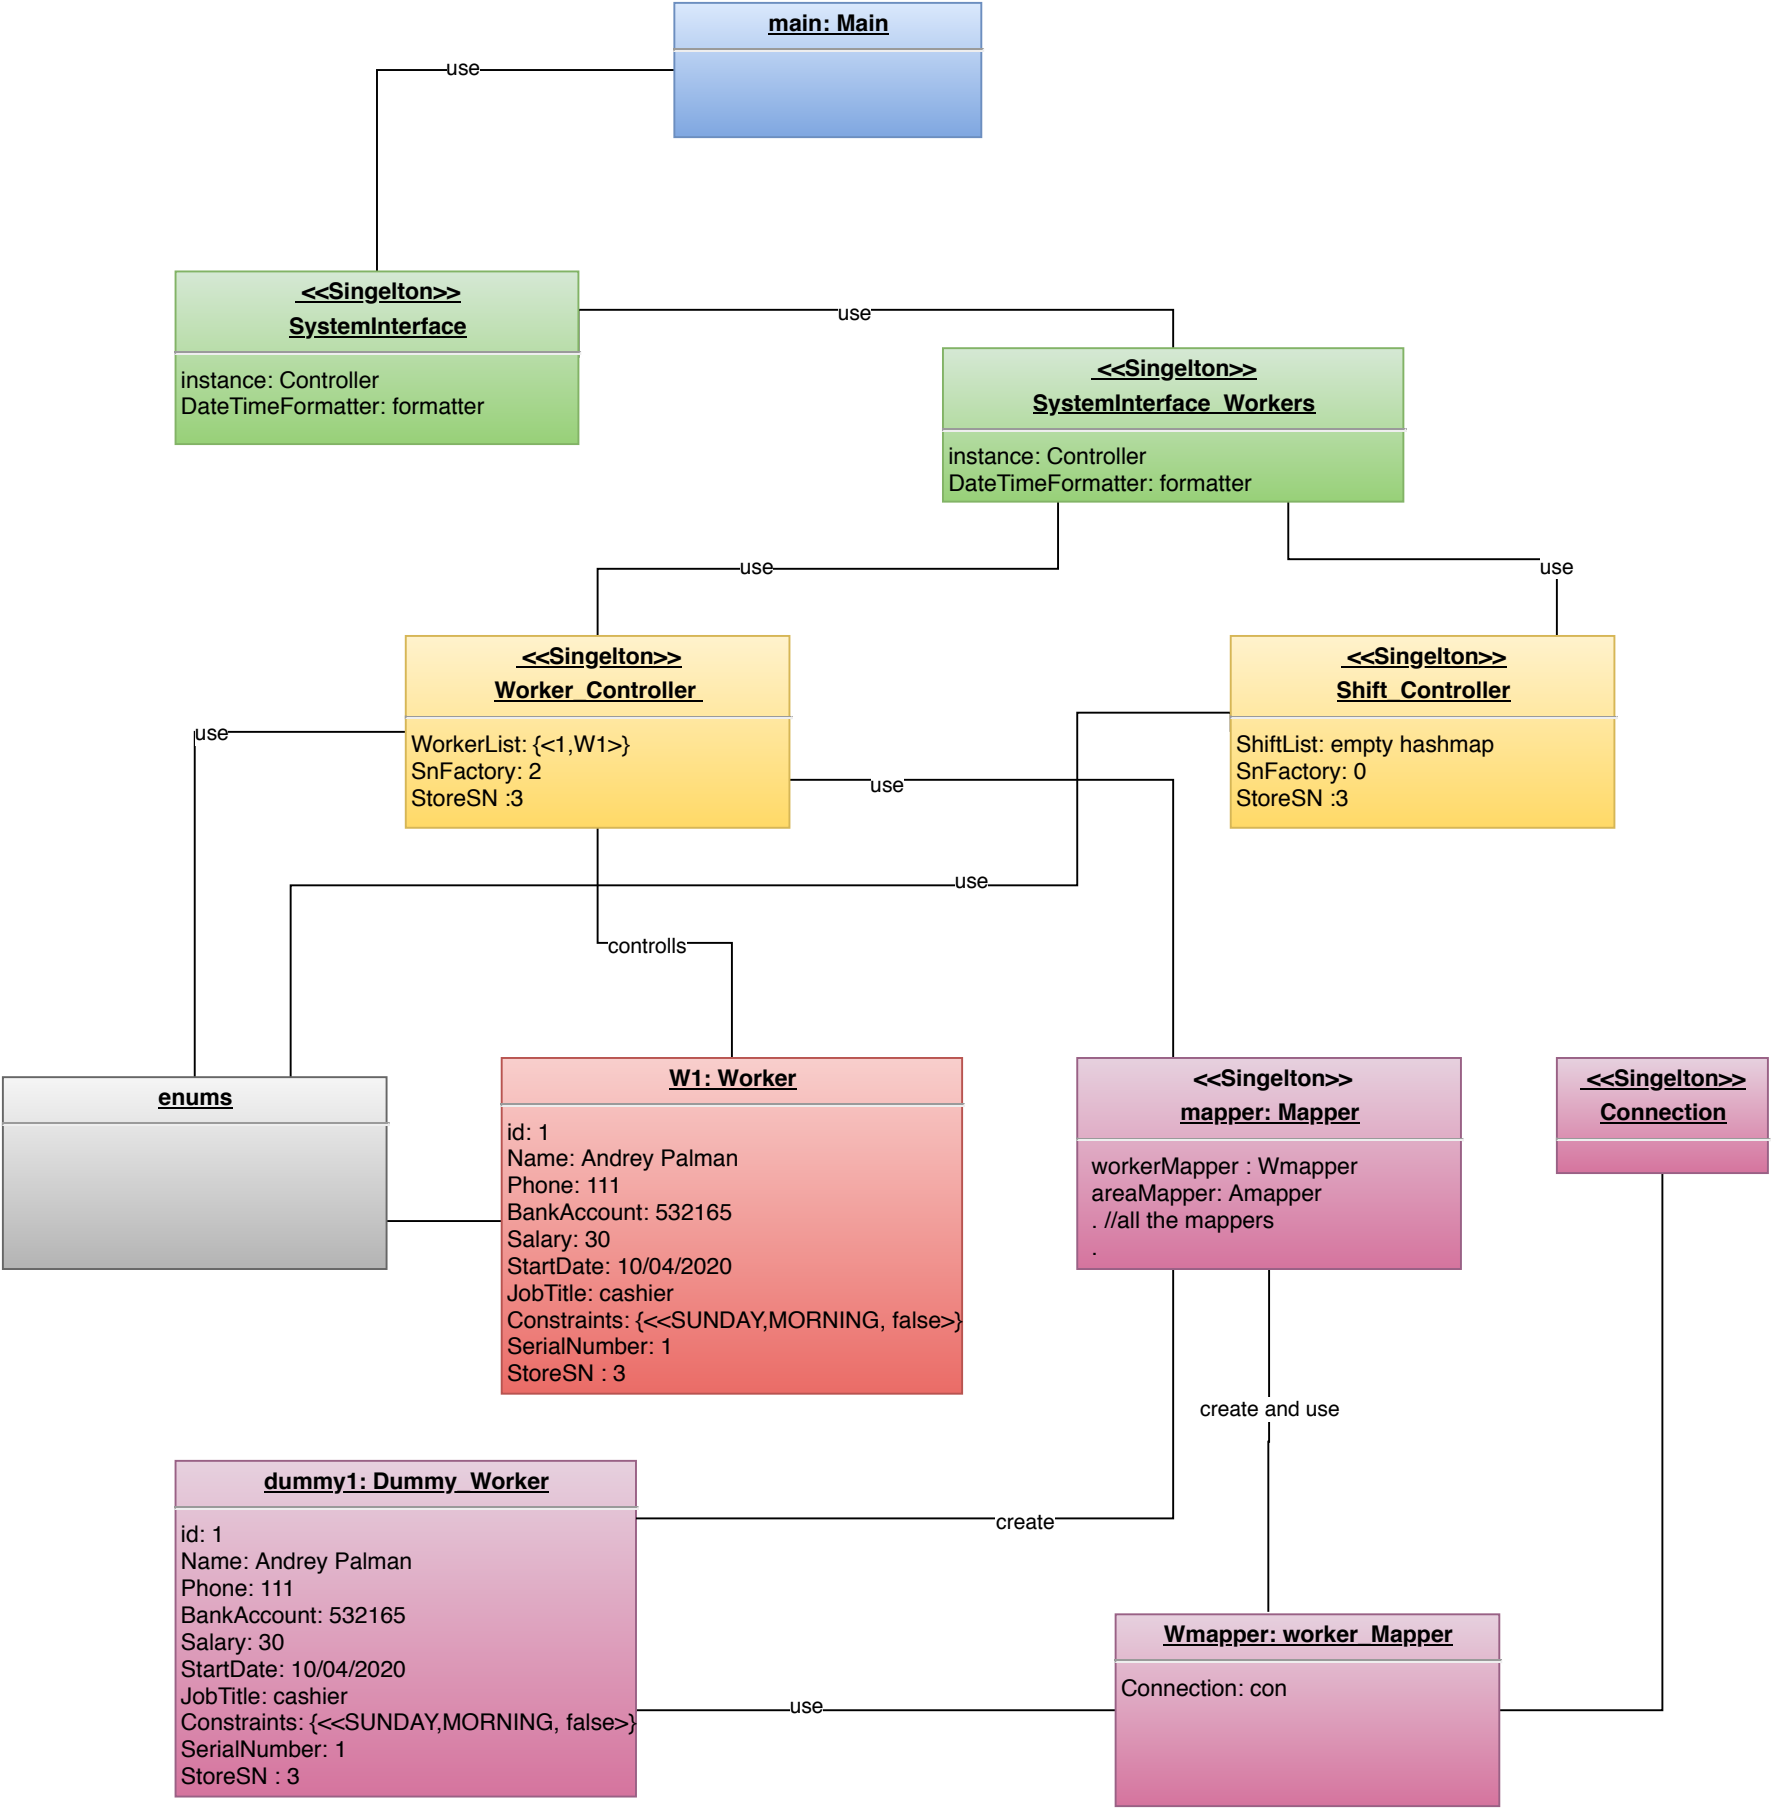 main: Main
use
<<Singelton>>
SystemInterface
instance: Controller
DateTimeFormatter: formatter
use
<<Singelton>>
SystemInterface_Workers
instance: Controller
DateTimeFormatter: formatter
use
use
<<Singelton>>
Worker_Controller
WorkerList: {<1,W1>}
SnFactory: 2
StoreSN :3
<<Singelton>>
Shift_Controller
ShiftList: empty hashmap
SnFactory: 0
StoreSN :3
use
use
use
controlls
enums
W1: Worker
id: 1
Name: Andrey Palman
Phone: 111
BankAccount: 532165
Salary: 30
StartDate: 10/04/2020
JobTitle: cashier
Constraints: {<<SUNDAY,MORNING, false>}
SerialNumber: 1
StoreSN : 3
<<Singelton>>
mapper: Mapper
workerMapper : Wmapper
areaMapper: Amapper
. //all the mappers
.
<<Singelton>>
Connection
create and use
create
dummy1: Dummy_Worker
id: 1
Name: Andrey Palman
Phone: 111
BankAccount: 532165
Salary: 30
StartDate: 10/04/2020
JobTitle: cashier
Constraints: {<<SUNDAY,MORNING, false>}
SerialNumber: 1
StoreSN : 3
use
Wmapper: worker_Mapper
Connection: con